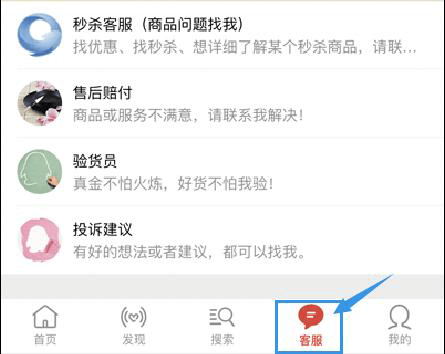 秒杀客服（商品问题找我）
找优惠、找秒杀、想详细了解某个秒杀商品，请联...
售后赔付
商品或服务不满意，请联系我解决！
验货员
真金不怕火炼，好货不怕我验！
投诉建议
有好的想法或者建议，都可以找我。
首页 发现 搜索 客服 我的